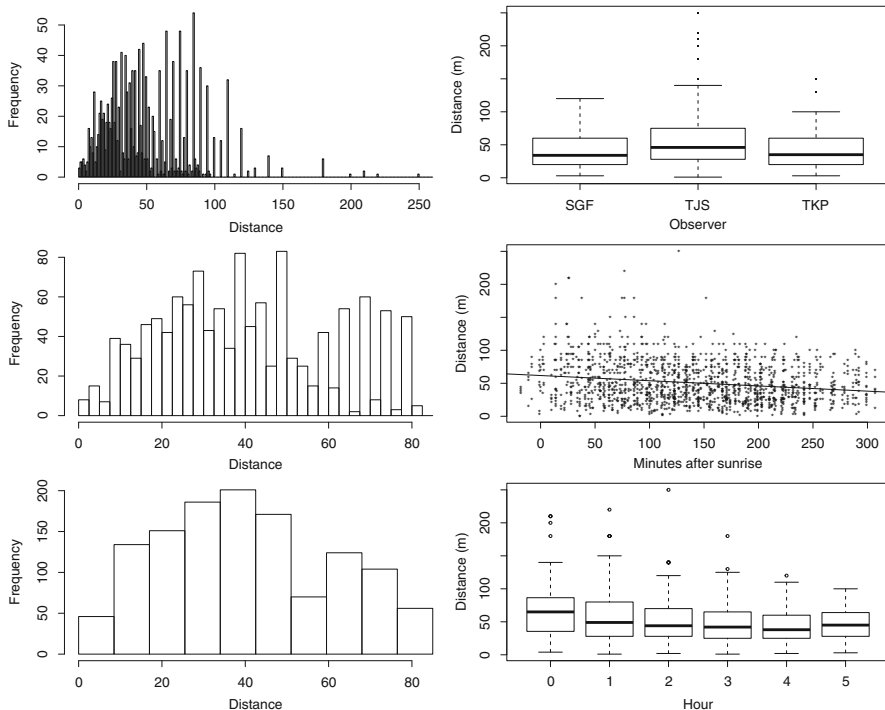 Frequency
50
40
30
20
10
0
0 50 100 150 200 250
Distance
Distance (m)
200
100
50
0
SGF TJS TKP
Observer
Frequency
80
60
40
20
0
0 20 40 60 80
Distance
Distance (m)
200
100
50
0
0 50 100 150 200 250 300
Minutes after sunrise
Frequency
200
150
100
50
0
0 20 40 60 80
Distance
Distance (m)
200
100
50
0
0 1 2 3 4 5
Hour